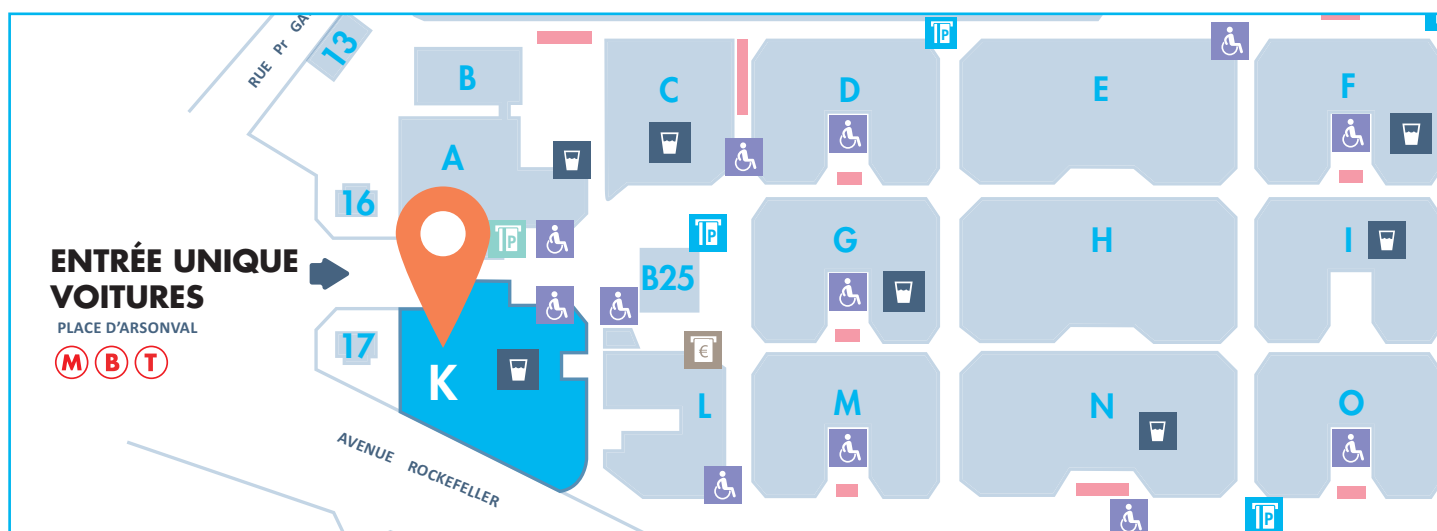 RUE Pr GA
13
B
C
D
E
F
A
16
ENTRÉE UNIQUE
VOITURES
PLACE D'ARSONVAL
M B T
17
K
B25
G
H
I
L
M
N
O
AVENUE ROCKEFELLER
P
P
P
P
€